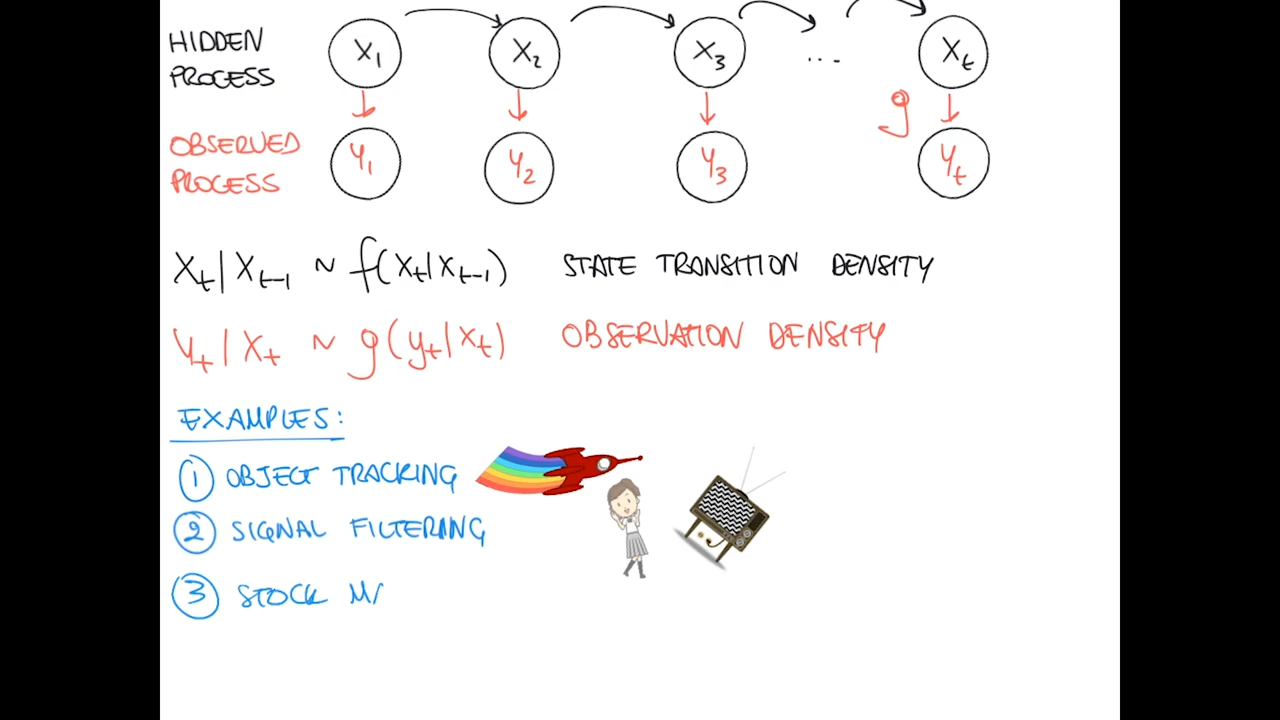 HIDDEN PROCESS
X₁ X₂ X₃ ... Xₜ
g
OBSERVED PROCESS
Y₁ Y₂ Y₃ Yₜ
Xₜ | Xₜ₋₁ ~ f(xₜ|xₜ₋₁) STATE TRANSITION DENSITY
Yₜ | Xₜ ~ g(yₜ|xₜ) OBSERVATION DENSITY
EXAMPLES:
① OBJECT TRACKING
② SIGNAL FILTERING
③ STOCK M